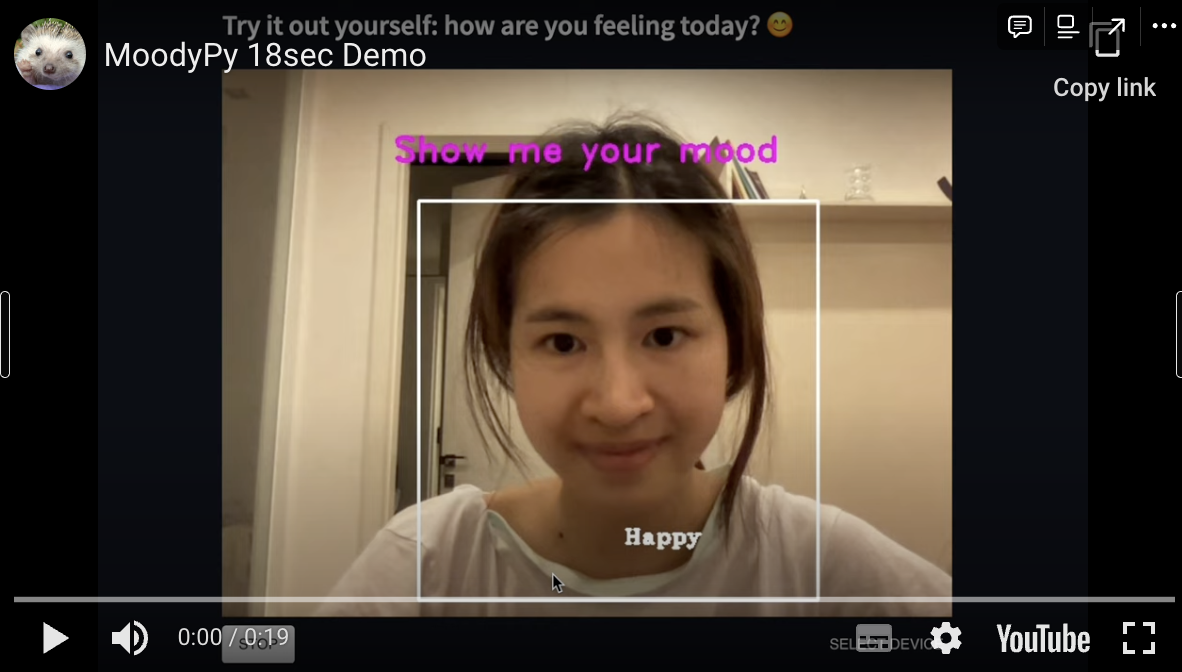 Try it out yourself: how are you feeling today? 😊
MoodyPy 18sec Demo
Copy link
Show me your mood
Happy
0:00 / 0:19
STOP
SELECT DEVICE
YouTube